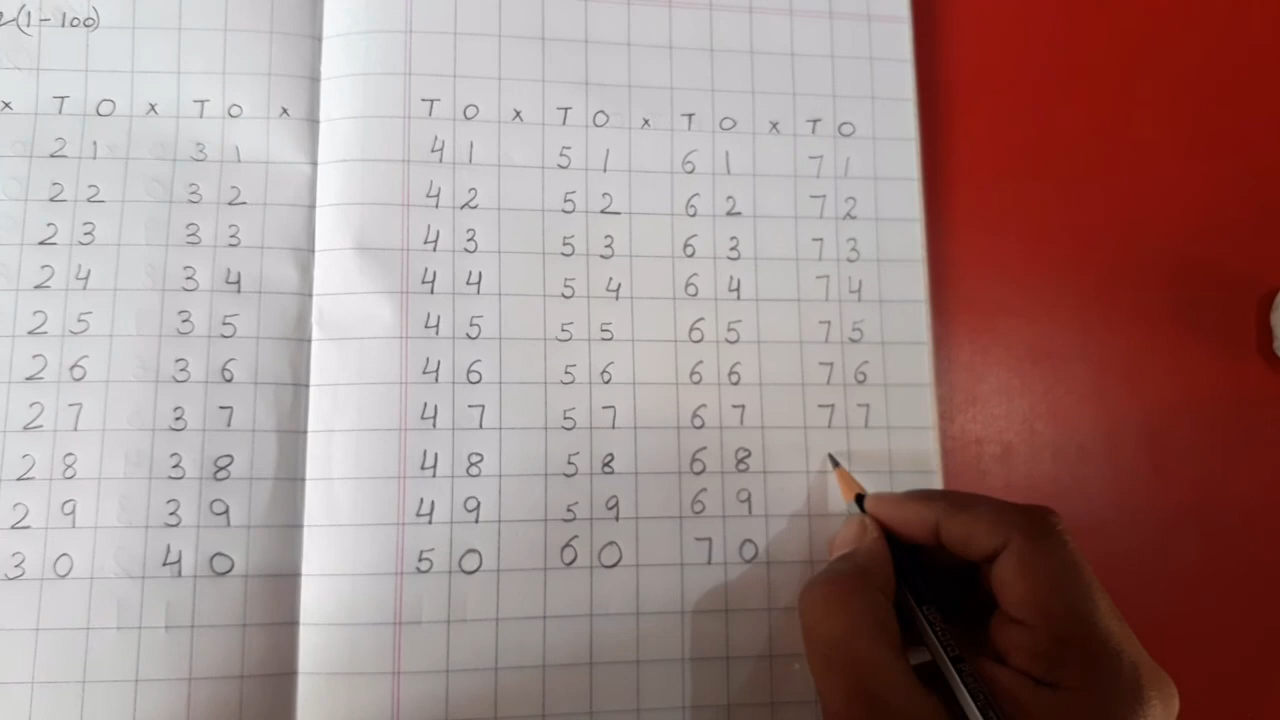 (1-100)
x T O x T O x T O x T O x T O x T O
2 1 3 1 4 1 5 1 6 1 7 1
2 2 3 2 4 2 5 2 6 2 7 2
2 3 3 3 4 3 5 3 6 3 7 3
2 4 3 4 4 4 5 4 6 4 7 4
2 5 3 5 4 5 5 5 6 5 7 5
2 6 3 6 4 6 5 6 6 6 7 6
2 7 3 7 4 7 5 7 6 7 7 7
2 8 3 8 4 8 5 8 6 8
2 9 3 9 4 9 5 9 6 9
3 0 4 0 5 0 6 0 7 0
apsara